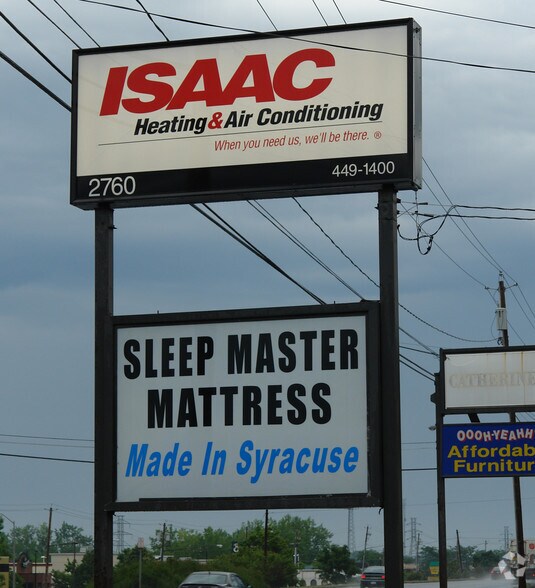 ISAAC
Heating & Air Conditioning
When you need us, we'll be there. ®
2760
449-1400
SLEEP MASTER
MATTRESS
Made In Syracuse
CATHERINE
OOOH-YEAHH
Affordab
Furnitur